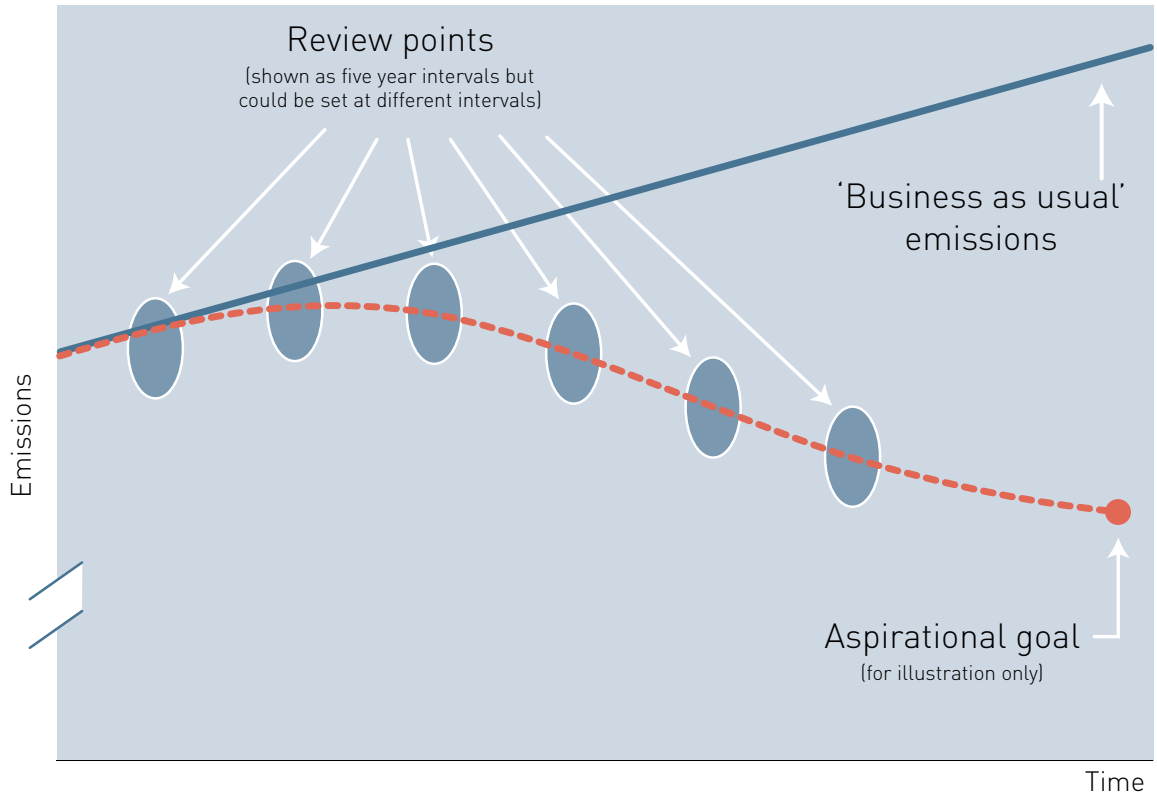 Review points
(shown as five year intervals but
could be set at different intervals)
‘Business as usual’
emissions
Emissions
Aspirational goal
(for illustration only)
Time